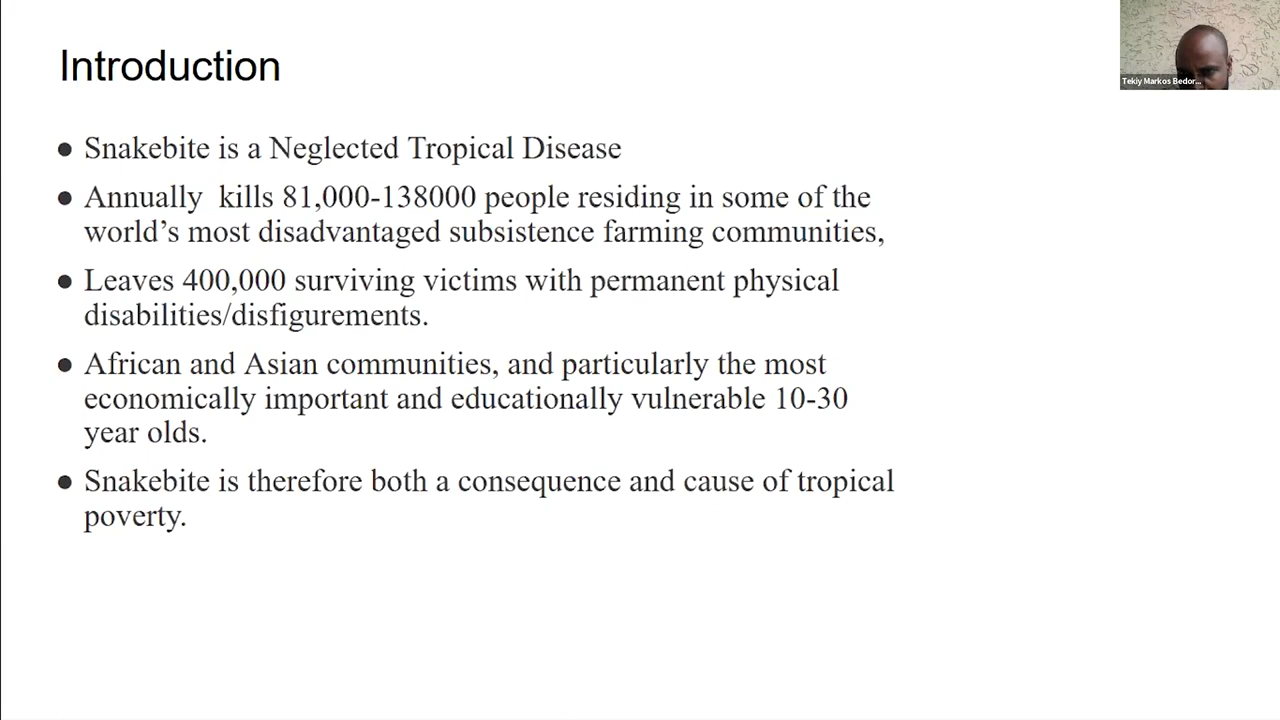 Introduction
● Snakebite is a Neglected Tropical Disease
● Annually  kills 81,000-138000 people residing in some of the
world’s most disadvantaged subsistence farming communities,
● Leaves 400,000 surviving victims with permanent physical
disabilities/disfigurements.
● African and Asian communities, and particularly the most
economically important and educationally vulnerable 10-30
year olds.
● Snakebite is therefore both a consequence and cause of tropical
poverty.
Tekiy Markos Bedor...